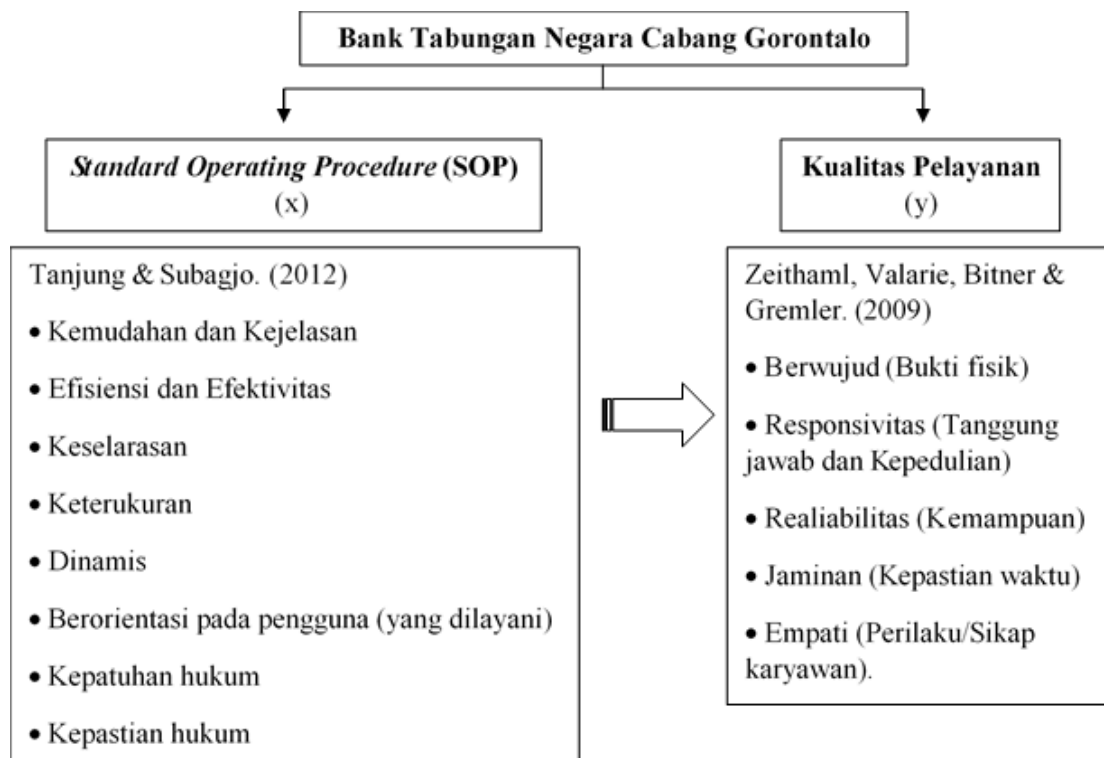 Bank Tabungan Negara Cabang Gorontalo
Standard Operating Procedure (SOP)
(x)
Kualitas Pelayanan
(y)
Tanjung & Subagjo. (2012)
• Kemudahan dan Kejelasan
• Efisiensi dan Efektivitas
• Keselarasan
• Keterukuran
• Dinamis
• Berorientasi pada pengguna (yang dilayani)
• Kepatuhan hukum
• Kepastian hukum
Zeithaml, Valarie, Bitner &
Gremler. (2009)
• Berwujud (Bukti fisik)
• Responsivitas (Tanggung
jawab dan Kepedulian)
• Realiabilitas (Kemampuan)
• Jaminan (Kepastian waktu)
• Empati (Perilaku/Sikap
karyawan).